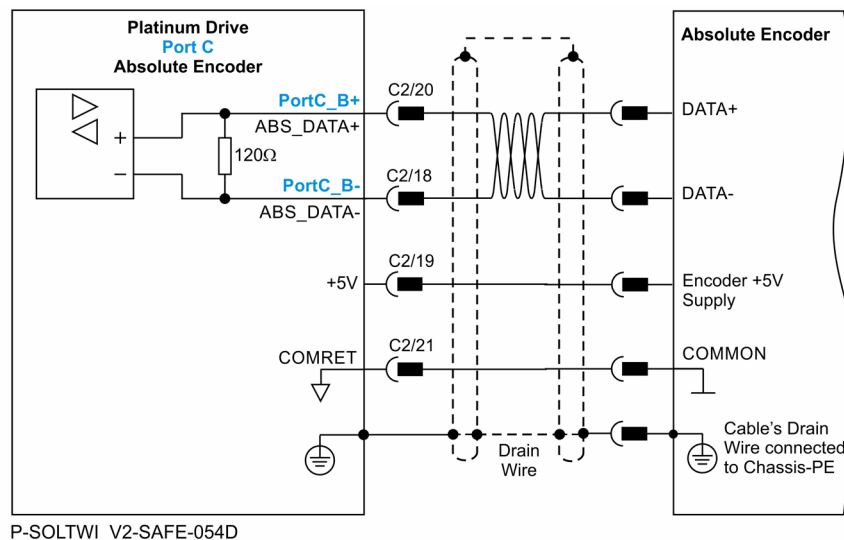 Platinum Drive
Port C
Absolute Encoder
Absolute Encoder
PortC_B+
C2/20
ABS_DATA+
DATA+
+
120Ω
−
PortC_B-
C2/18
ABS_DATA-
DATA-
C2/19
+5V
Encoder +5V
Supply
C2/21
COMRET
COMMON
Drain
Wire
Cable's Drain
Wire connected
to Chassis-PE
P-SOLTWI_V2-SAFE-054D